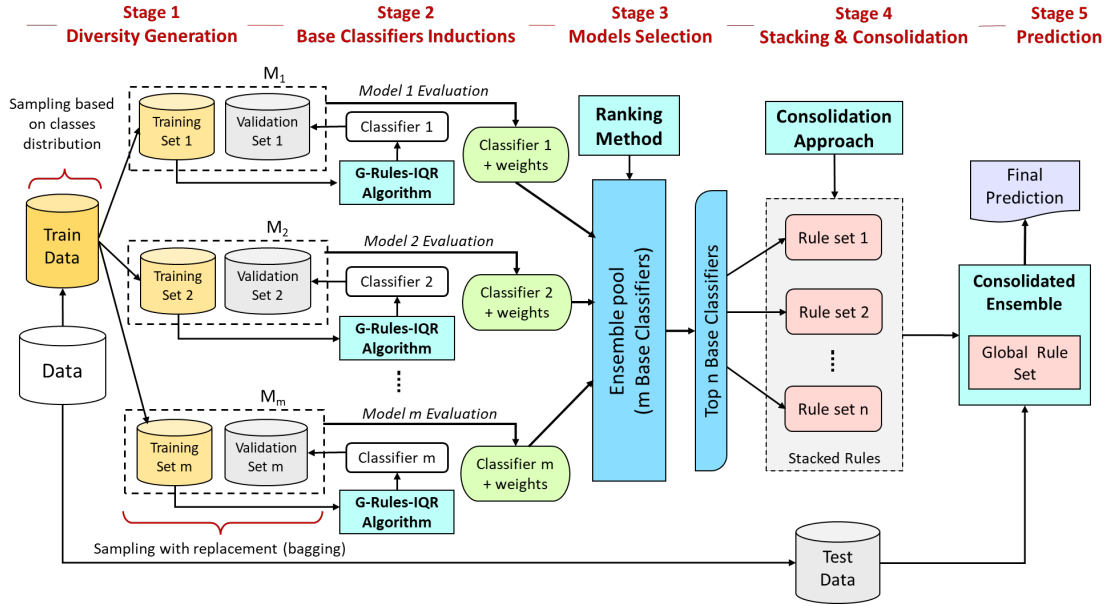 Stage 1
Diversity Generation
Stage 2
Base Classifiers Inductions
Stage 3
Models Selection
Stage 4
Stacking & Consolidation
Stage 5
Prediction
Sampling based
on classes
distribution
M1
Training
Set 1
Validation
Set 1
Model 1 Evaluation
Classifier 1
G-Rules-IQR
Algorithm
Classifier 1
+ weights
Train
Data
Data
M2
Training
Set 2
Validation
Set 2
Model 2 Evaluation
Classifier 2
G-Rules-IQR
Algorithm
Classifier 2
+ weights
Mm
Training
Set m
Validation
Set m
Model m Evaluation
Classifier m
G-Rules-IQR
Algorithm
Classifier m
+ weights
Sampling with replacement (bagging)
Ranking
Method
Ensemble pool
(m Base Classifiers)
Top n Base Classifiers
Consolidation
Approach
Rule set 1
Rule set 2
Rule set n
Stacked Rules
Final
Prediction
Consolidated
Ensemble
Global Rule
Set
Test
Data